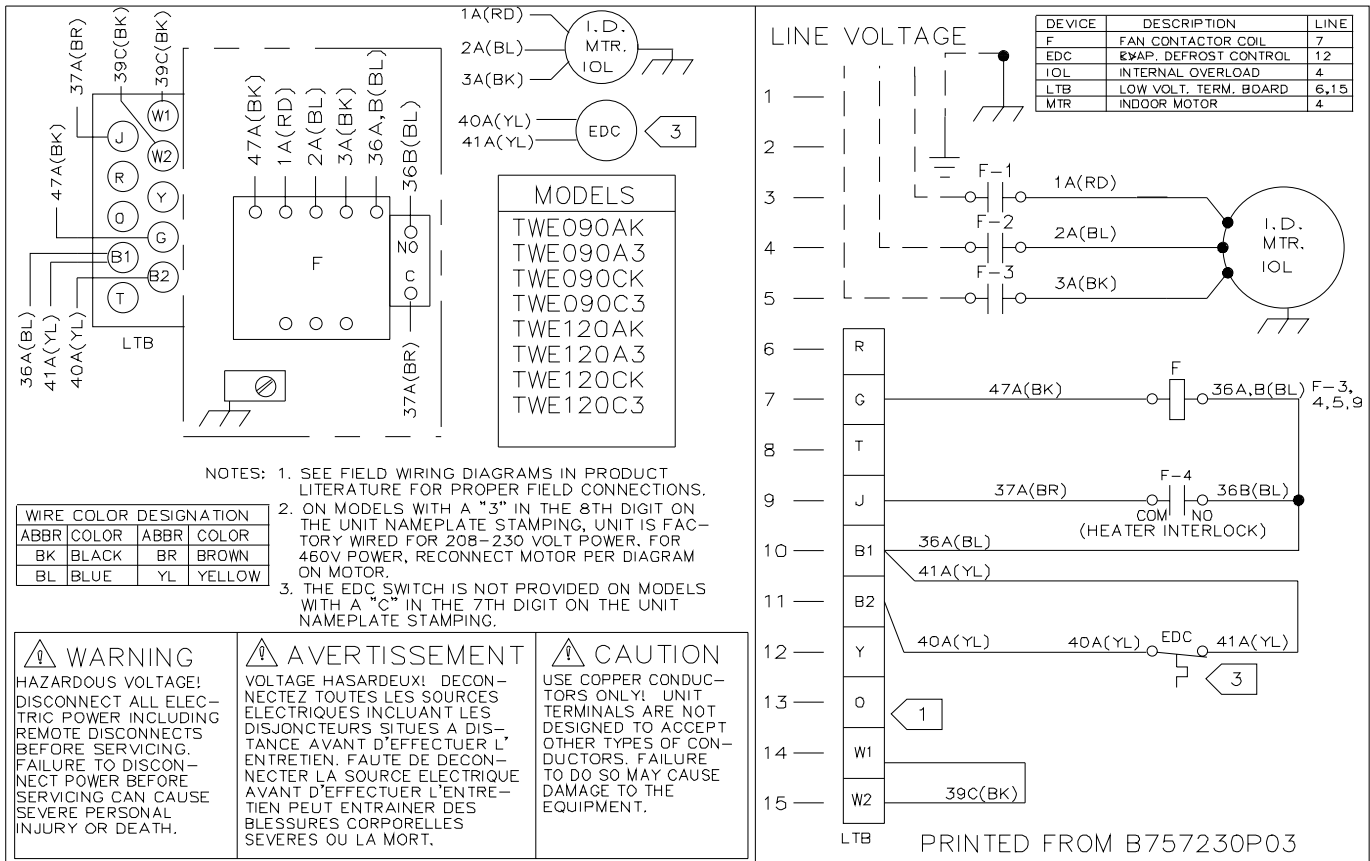 37A(BR)
39C(BK)
39C(BK)
47A(BK)
J
R
O
B1
T
W1
W2
Y
G
B2
LTB
36A(BL)
41A(YL)
40A(YL)
47A(BK)
1A(RD)
2A(BL)
3A(BK)
36A,B(BL)
36B(BL)
F
NO
C
37A(BR)
1A(RD)
2A(BL)
3A(BK)
I.D.
MTR.
IOL
40A(YL)
41A(YL)
EDC
3
MODELS
TWE090AK
TWE090A3
TWE090CK
TWE090C3
TWE120AK
TWE120A3
TWE120CK
TWE120C3
NOTES: 1. SEE FIELD WIRING DIAGRAMS IN PRODUCT
LITERATURE FOR PROPER FIELD CONNECTIONS.
2. ON MODELS WITH A "3" IN THE 8TH DIGIT ON
THE UNIT NAMEPLATE STAMPING, UNIT IS FAC-
TORY WIRED FOR 208-230 VOLT POWER. FOR
460V POWER, RECONNECT MOTOR PER DIAGRAM
ON MOTOR.
3. THE EDC SWITCH IS NOT PROVIDED ON MODELS
WITH A "C" IN THE 7TH DIGIT ON THE UNIT
NAMEPLATE STAMPING.
WIRE COLOR DESIGNATION
ABBR COLOR ABBR COLOR
BK BLACK BR BROWN
BL BLUE YL YELLOW
WARNING
HAZARDOUS VOLTAGE!
DISCONNECT ALL ELEC-
TRIC POWER INCLUDING
REMOTE DISCONNECTS
BEFORE SERVICING.
FAILURE TO DISCON-
NECT POWER BEFORE
SERVICING CAN CAUSE
SEVERE PERSONAL
INJURY OR DEATH.
AVERTISSEMENT
VOLTAGE HASARDEUX! DECON-
NECTEZ TOUTES LES SOURCES
ELECTRIQUES INCLUANT LES
DISJONCTEURS SITUES A DIS-
TANCE AVANT D'EFFECTUER L'
ENTRETIEN. FAUTE DE DECON-
NECTER LA SOURCE ELECTRIQUE
AVANT D'EFFECTUER L'ENTRE-
TIEN PEUT ENTRAINER DES
BLESSURES CORPORELLES
SEVERES OU LA MORT.
CAUTION
USE COPPER CONDUC-
TORS ONLY! UNIT
TERMINALS ARE NOT
DESIGNED TO ACCEPT
OTHER TYPES OF CON-
DUCTORS. FAILURE
TO DO SO MAY CAUSE
DAMAGE TO THE
EQUIPMENT.
LINE VOLTAGE
DEVICE DESCRIPTION LINE
F FAN CONTACTOR COIL 7
EDC EVAP. DEFROST CONTROL 12
IOL INTERNAL OVERLOAD 4
LTB LOW VOLT. TERM. BOARD 6,15
MTR INDOOR MOTOR 4
1
2
3
F-1
1A(RD)
4
F-2
2A(BL)
5
F-3
3A(BK)
I.D.
MTR.
IOL
6 R
7 G 47A(BK) F 36A,B(BL) F-3,
4,5,9
8 T
9 J 37A(BR) F-4 36B(BL)
COM NO
(HEATER INTERLOCK)
10 B1 36A(BL)
41A(YL)
11 B2
12 Y 40A(YL) 40A(YL) EDC 41A(YL)
3
13 O 1
14 W1
15 W2 39C(BK)
LTB
PRINTED FROM B757230P03